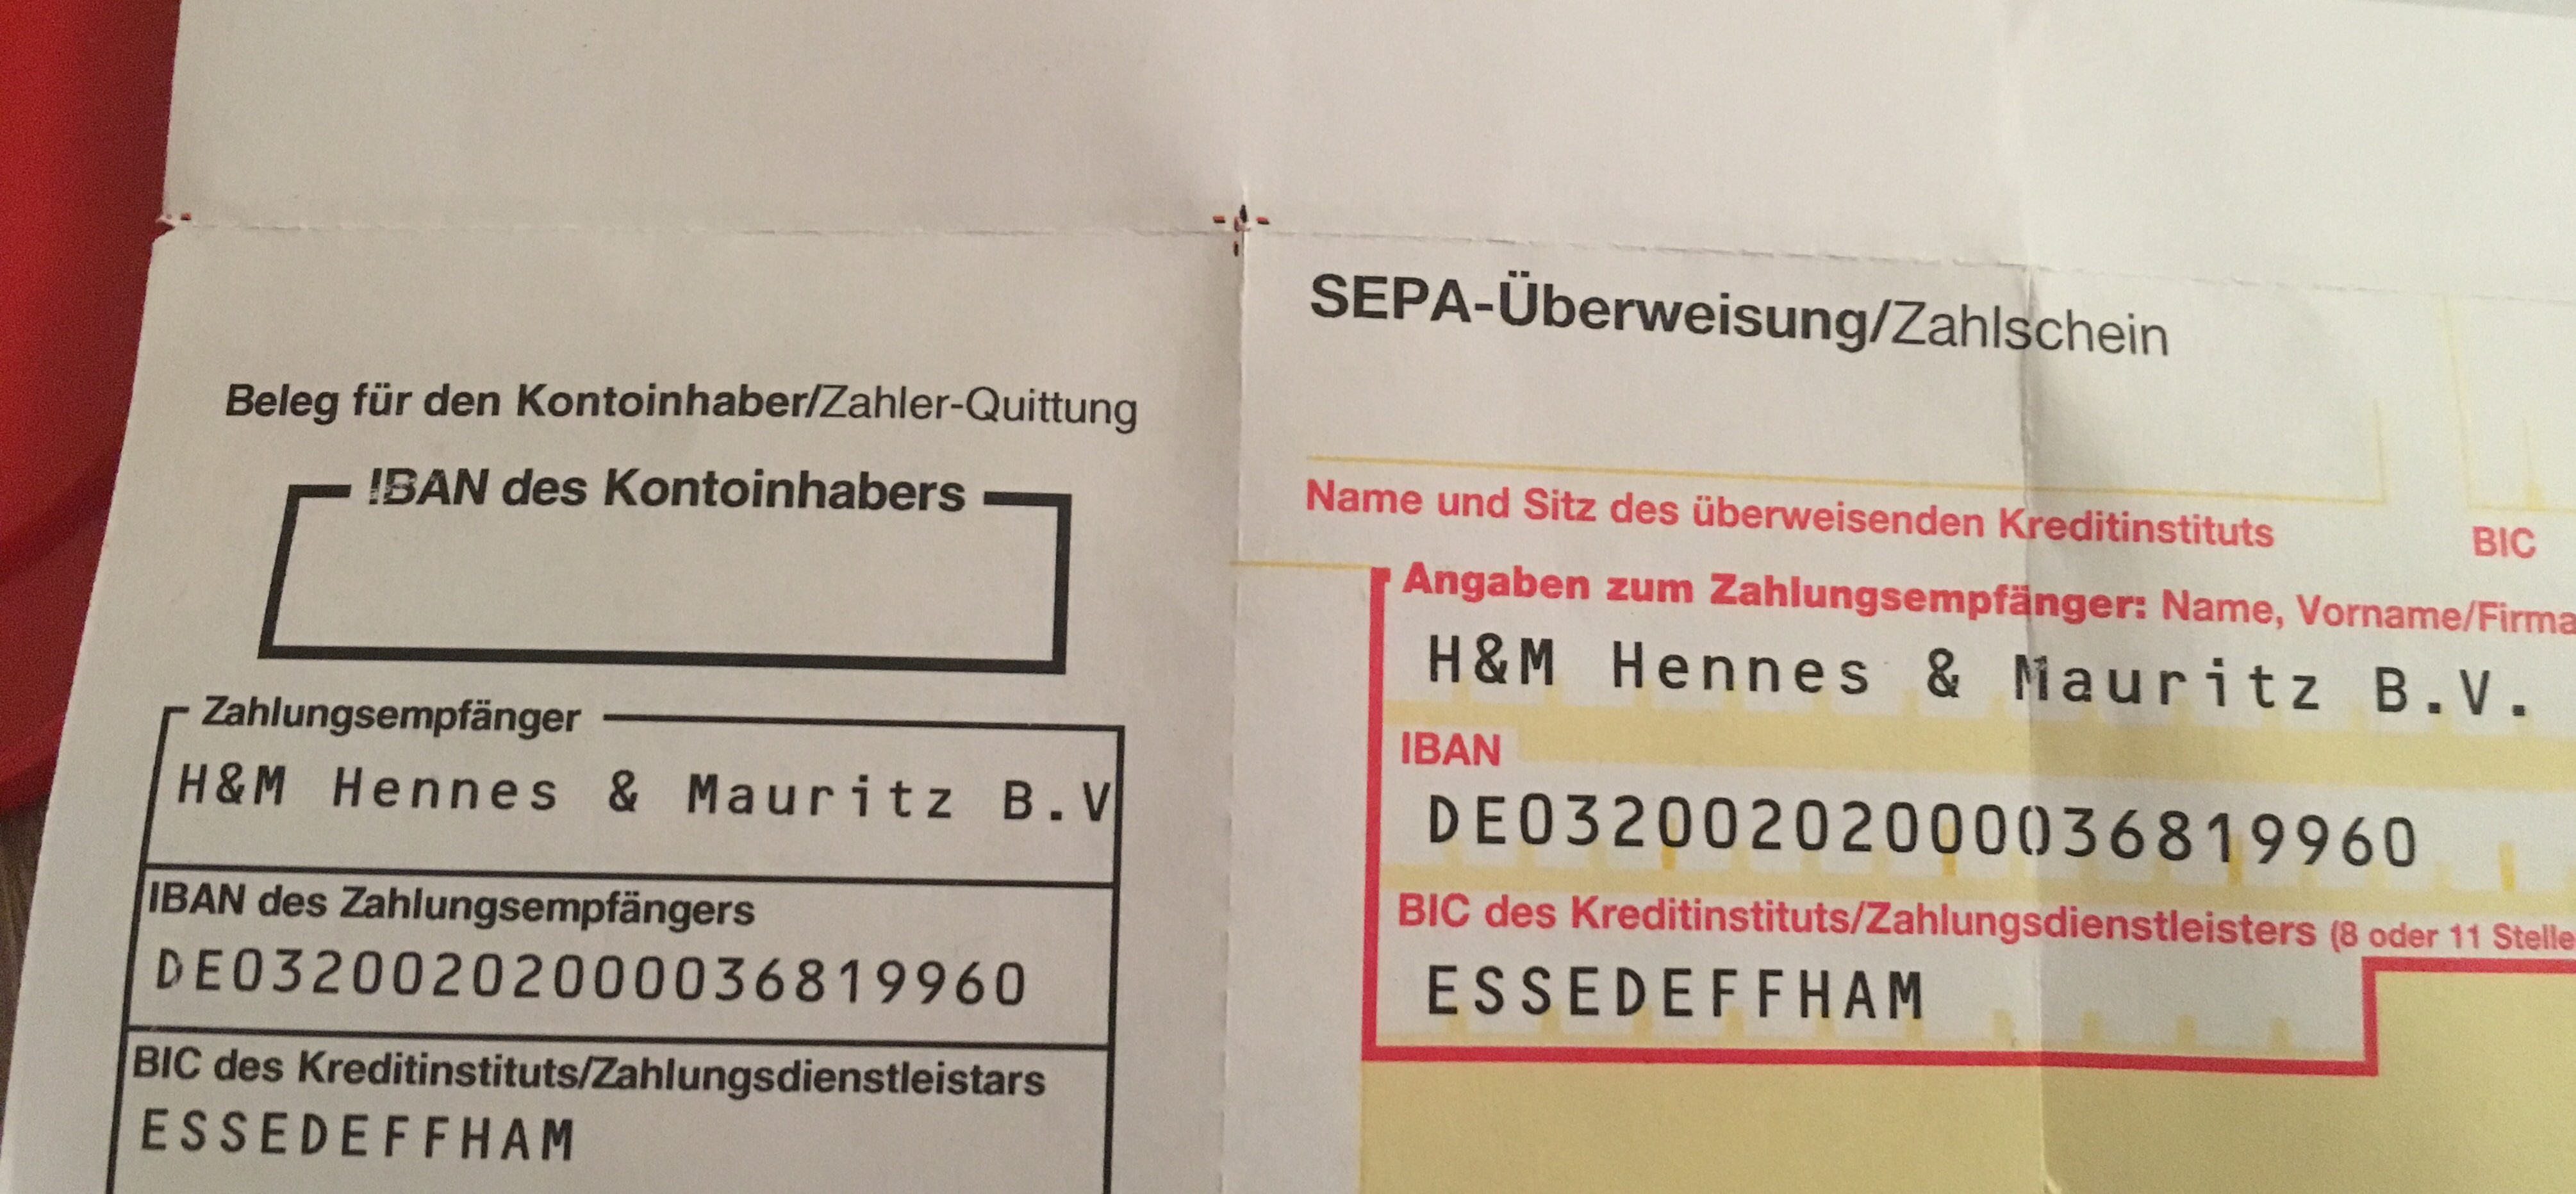 Beleg für den Kontoinhaber/Zahler-Quittung
IBAN des Kontoinhabers
Zahlungsempfänger
H&M Hennes & Mauritz B.V
IBAN des Zahlungsempfängers
DE03200202000036819960
BIC des Kreditinstituts/Zahlungsdienstleistars
ESSEDEFFHAM
SEPA-Überweisung/Zahlschein
Name und Sitz des überweisenden Kreditinstituts
BIC
Angaben zum Zahlungsempfänger: Name, Vorname/Firma
H&M Hennes & Mauritz B.V.
IBAN
DE03200202000036819960
BIC des Kreditinstituts/Zahlungsdienstleisters (8 oder 11 Stelle
ESSEDEFFHAM